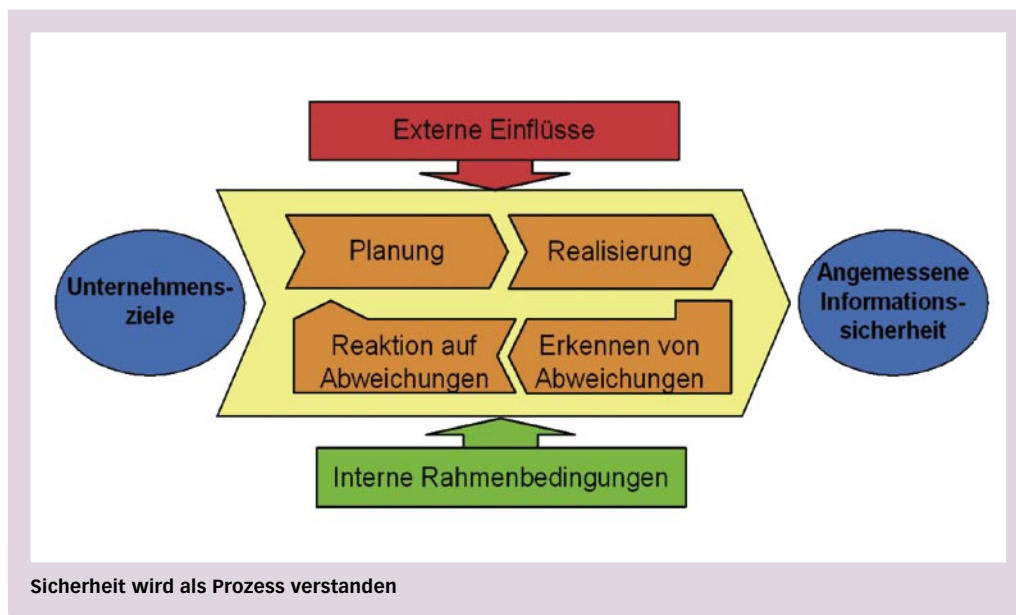 Externe Einflüsse
Unternehmens-
ziele
Planung
Realisierung
Reaktion auf
Abweichungen
Erkennen von
Abweichungen
Angemessene
Informations-
sicherheit
Interne Rahmenbedingungen
Sicherheit wird als Prozess verstanden